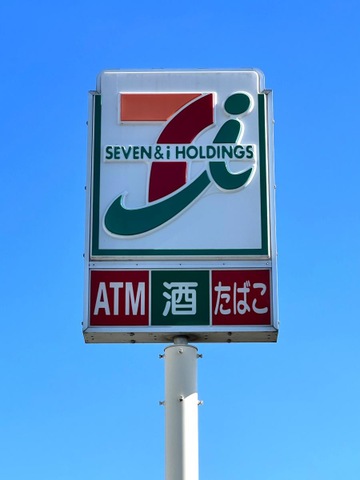 SEVEN & i HOLDINGS
ATM 酒 たばこ